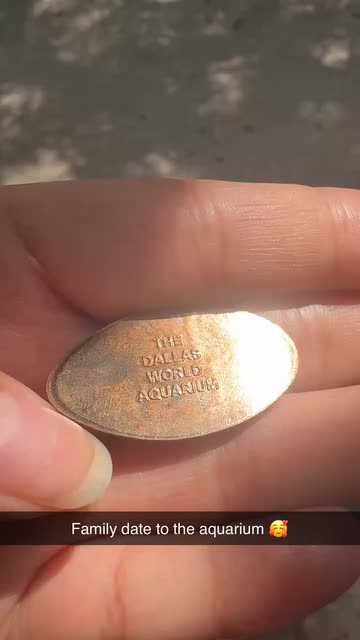 THE
DALLAS
WORLD
AQUARIUM
Family date to the aquarium 🥰